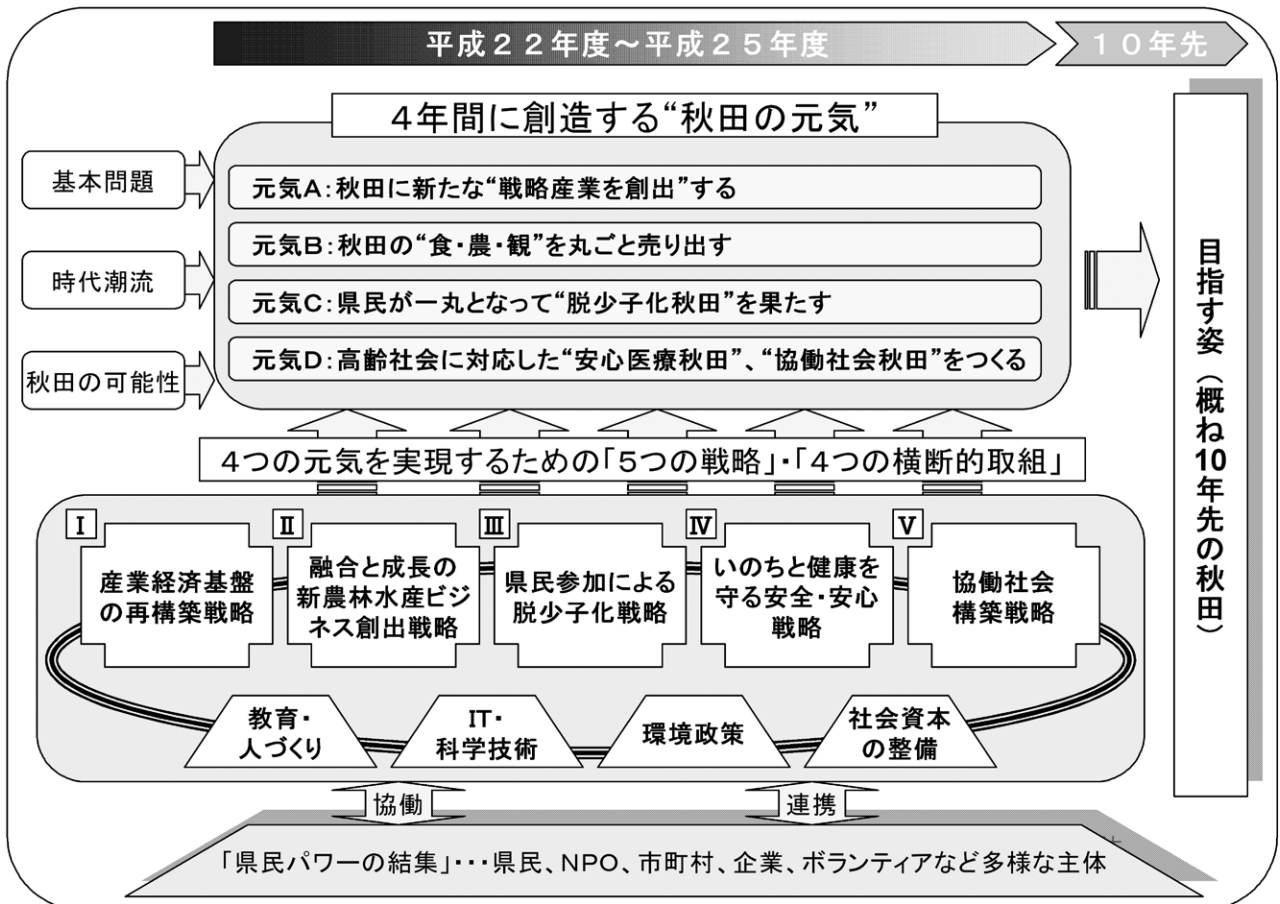 平成22年度～平成25年度
10年先
4年間に創造する“秋田の元気”
基本問題
時代潮流
秋田の可能性
元気A:秋田に新たな“戦略産業を創出”する
元気B:秋田の“食・農・観”を丸ごと売り出す
元気C:県民が一丸となって“脱少子化秋田”を果たす
元気D:高齢社会に対応した“安心医療秋田”、“協働社会秋田”をつくる
目指す姿（概ね10年先の秋田）
4つの元気を実現するための「5つの戦略」・「4つの横断的取組」
Ⅰ
産業経済基盤
の再構築戦略
Ⅱ
融合と成長の
新農林水産ビジ
ネス創出戦略
Ⅲ
県民参加による
脱少子化戦略
Ⅳ
いのちと健康を
守る安全・安心
戦略
Ⅴ
協働社会
構築戦略
教育・
人づくり
IT・
科学技術
環境政策
社会資本
の整備
協働
連携
「県民パワーの結集」・・・県民、NPO、市町村、企業、ボランティアなど多様な主体